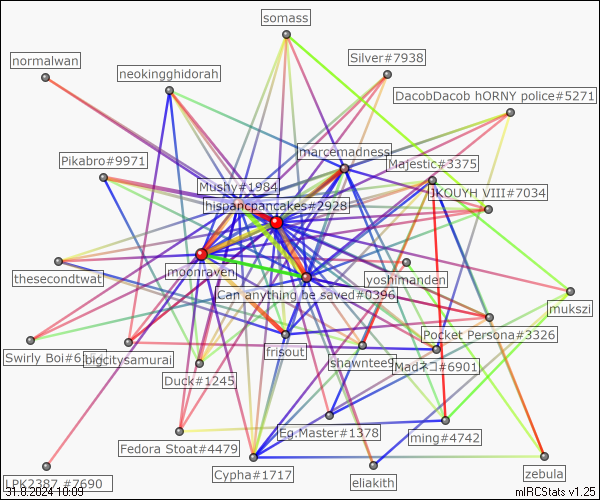 somass
Silver#7938
normalwan
neokingghidorah
DacobDacob hORNY police#5271
marcemadness
Pikabro#9971
Majestic#3375
Mushy#1984
JKOUYH VIII#7034
hispancpancakes#2928
thesecondtwat
moonraven
yoshimanden
Can anything be saved#0396
mukszi
Pocket Persona#3326
Swirly Boi#6
bigcitysamurai
frisout
shawntee9
Madネコ#6901
Duck#1245
Eg.Master#1378
ming#4742
Fedora Stoat#4479
Cypha#1717
eliakith
zebula
LPK2387 #7690
31.8.2024 10:09
mIRCStats v1.25